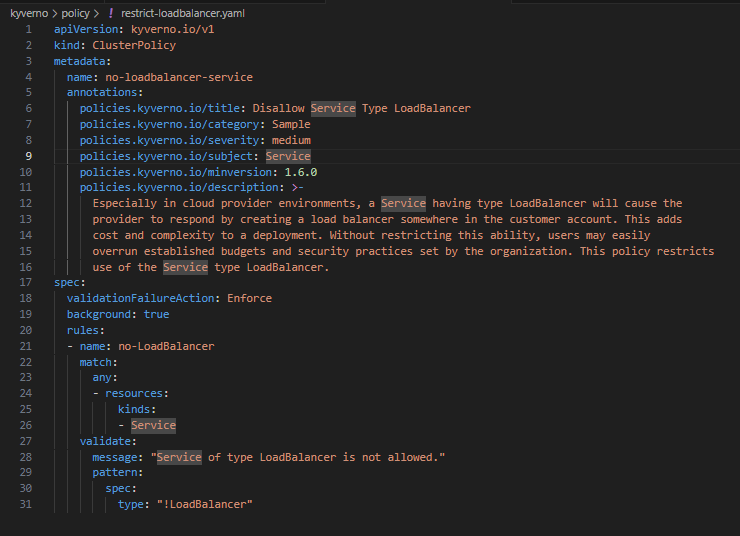 kyverno > policy > ! restrict-loadbalancer.yaml
1 apiVersion: kyverno.io/v1
2 kind: ClusterPolicy
3 metadata:
4   name: no-loadbalancer-service
5   annotations:
6     policies.kyverno.io/title: Disallow Service Type LoadBalancer
7     policies.kyverno.io/category: Sample
8     policies.kyverno.io/severity: medium
9     policies.kyverno.io/subject: Service
10     policies.kyverno.io/minversion: 1.6.0
11     policies.kyverno.io/description: >-
12       Especially in cloud provider environments, a Service having type LoadBalancer will cause the
13       provider to respond by creating a load balancer somewhere in the customer account. This adds
14       cost and complexity to a deployment. Without restricting this ability, users may easily
15       overrun established budgets and security practices set by the organization. This policy restricts
16       use of the Service type LoadBalancer.
17 spec:
18   validationFailureAction: Enforce
19   background: true
20   rules:
21   - name: no-LoadBalancer
22     match:
23       any:
24       - resources:
25           kinds:
26           - Service
27     validate:
28       message: "Service of type LoadBalancer is not allowed."
29       pattern:
30         spec:
31           type: "!LoadBalancer"